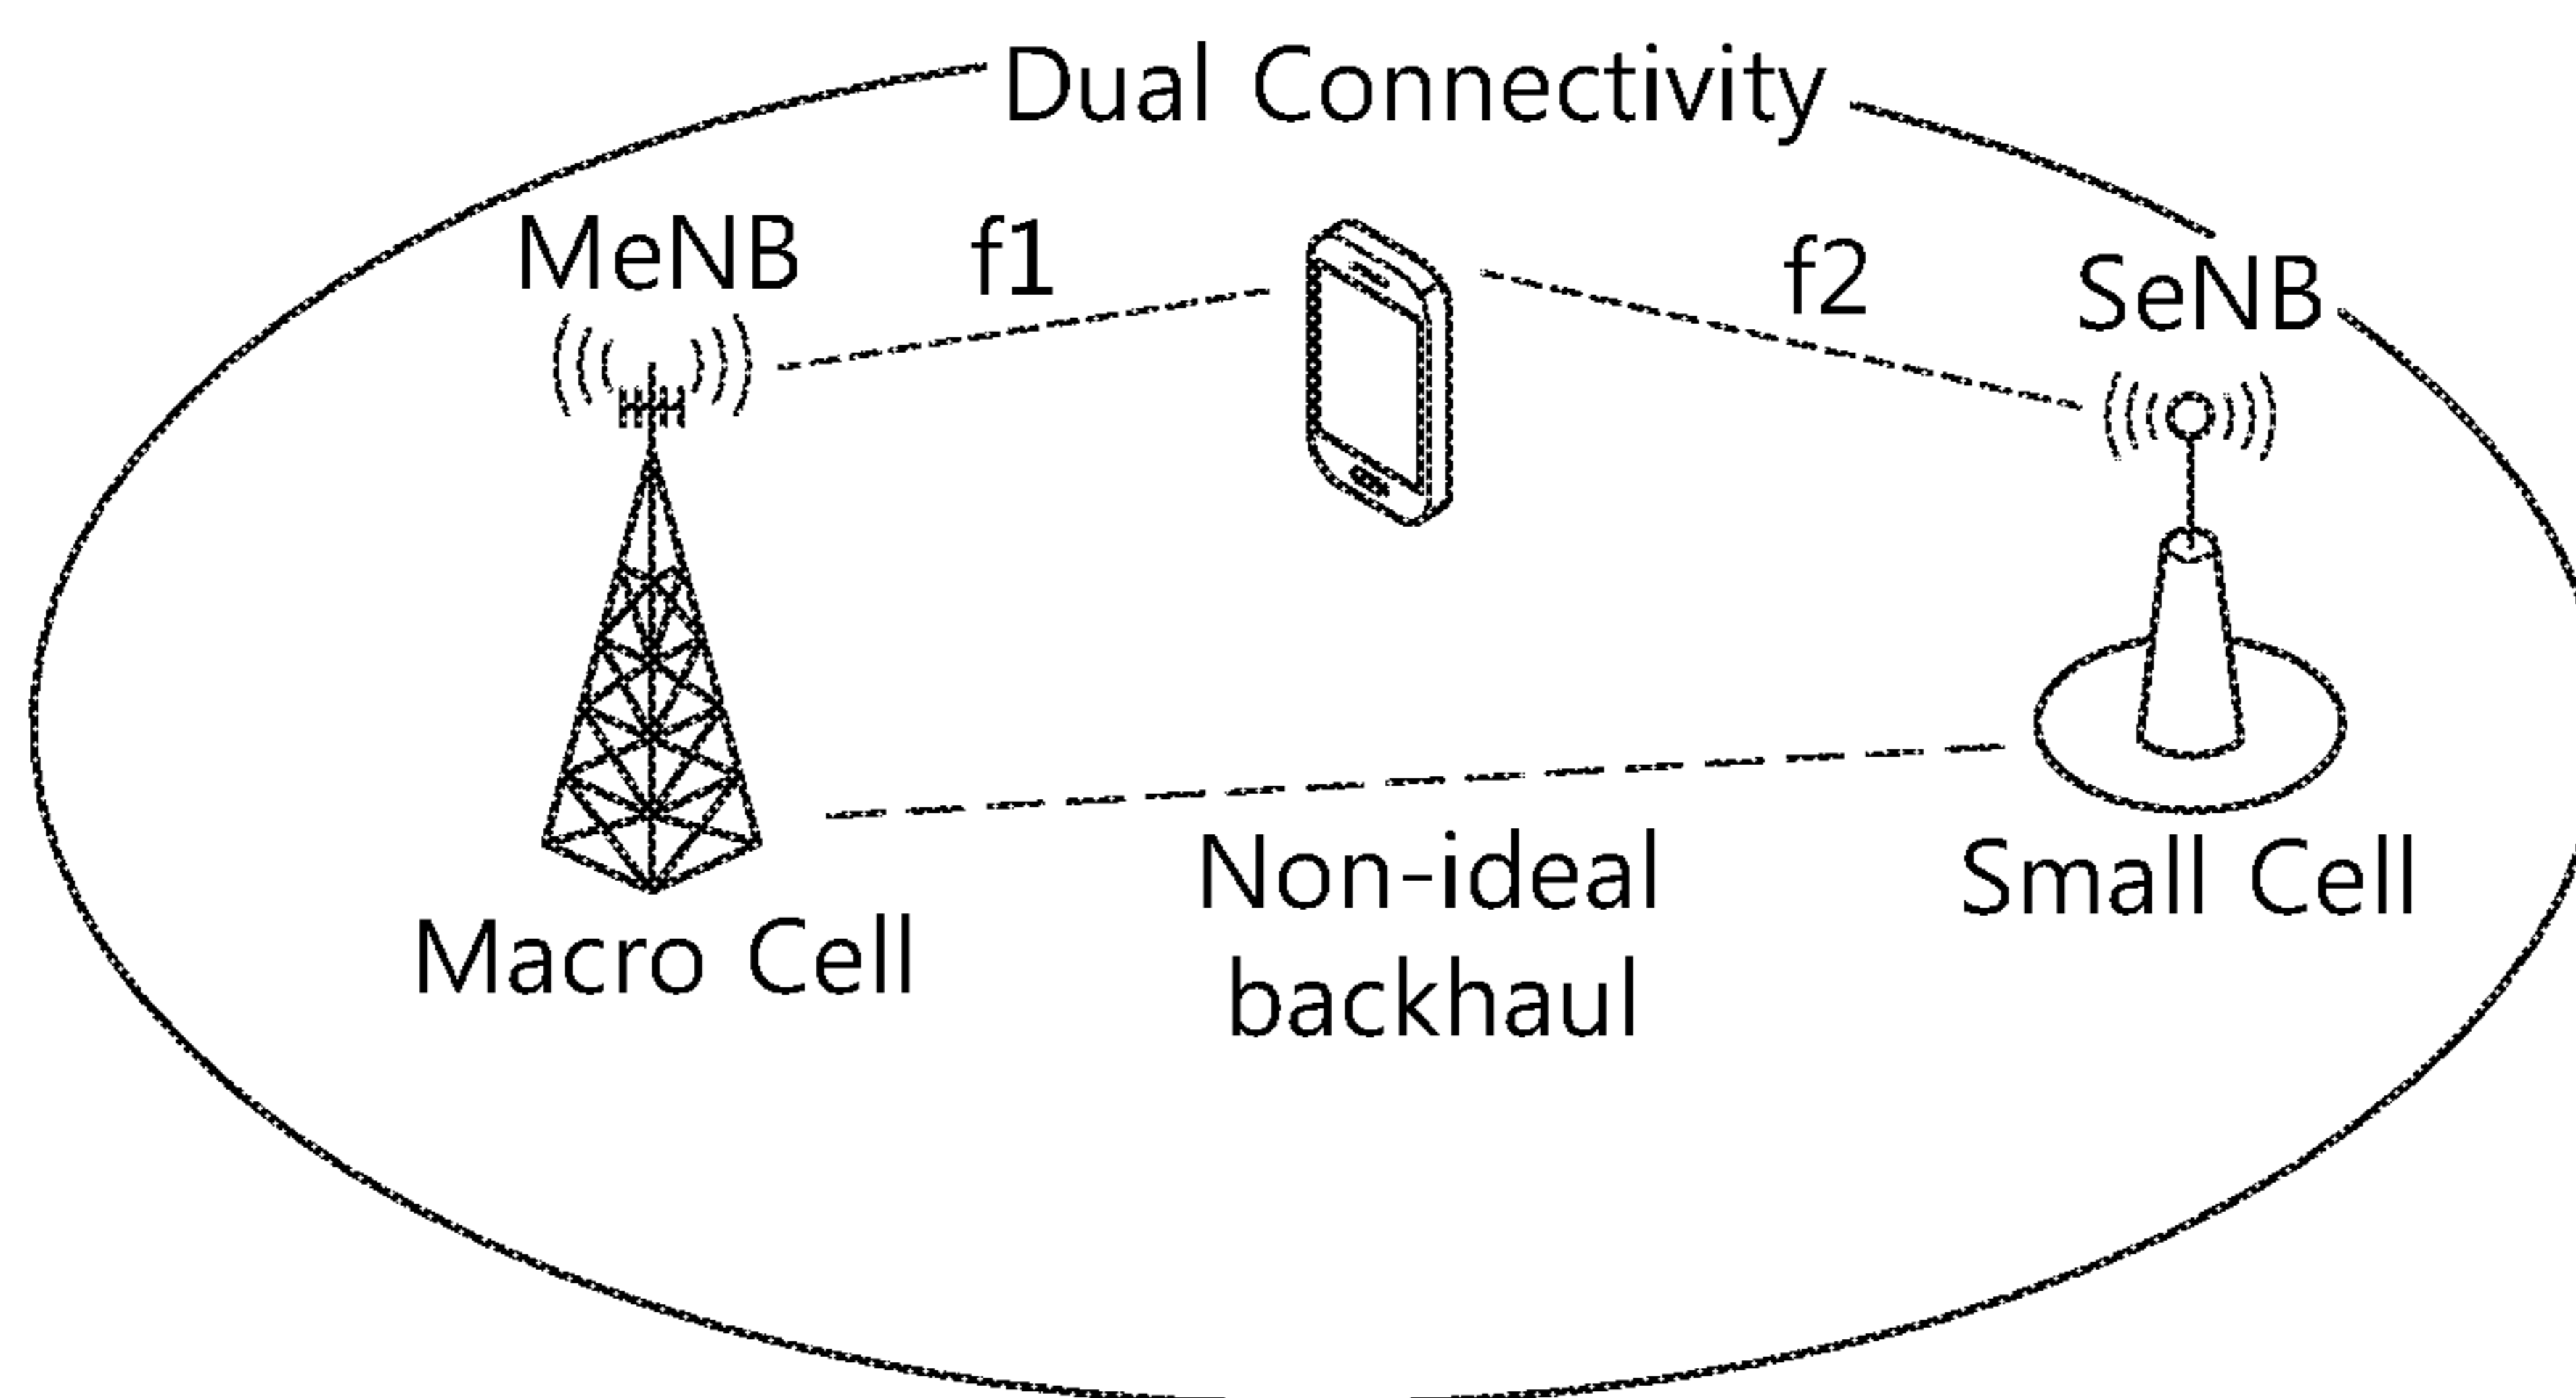 Dual Connectivity
MeNB
f1
f2
SeNB
Non-ideal
backhaul
Small Cell
Macro Cell